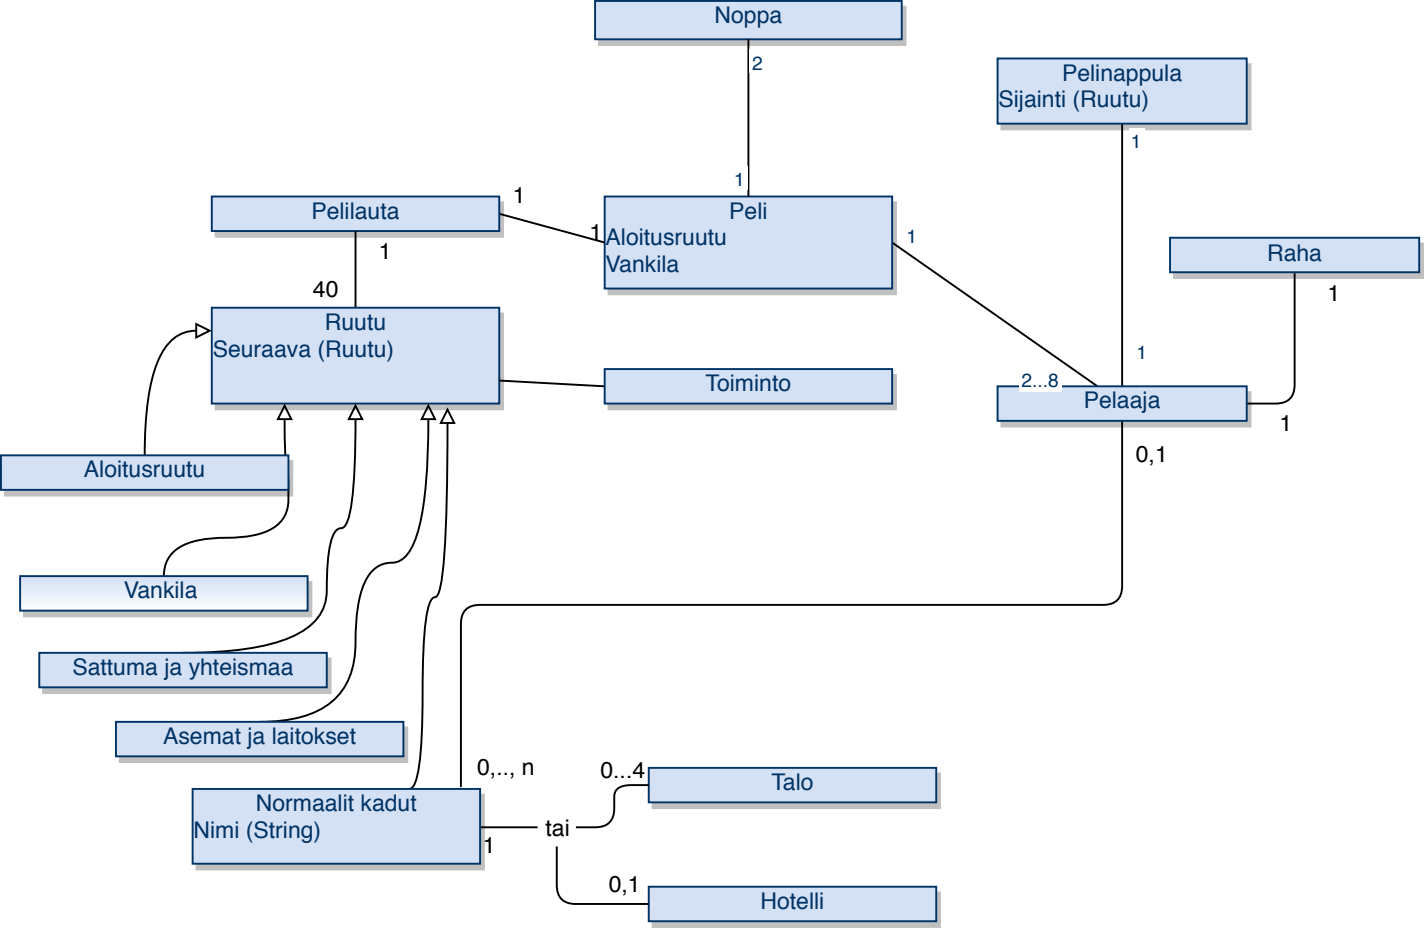 Noppa
2
Pelinappula
Sijainti (Ruutu)
1
1
1
Pelilauta
1
Peli
1
Aloitusruutu
Vankila
1
Raha
1
1
40
Ruutu
Seuraava (Ruutu)
1
2...8
Toiminto
Pelaaja
1
0,1
Aloitusruutu
Vankila
Sattuma ja yhteismaa
Asemat ja laitokset
0,.., n
0...4
Talo
Normaalit kadut
Nimi (String)
tai
1
0,1
Hotelli